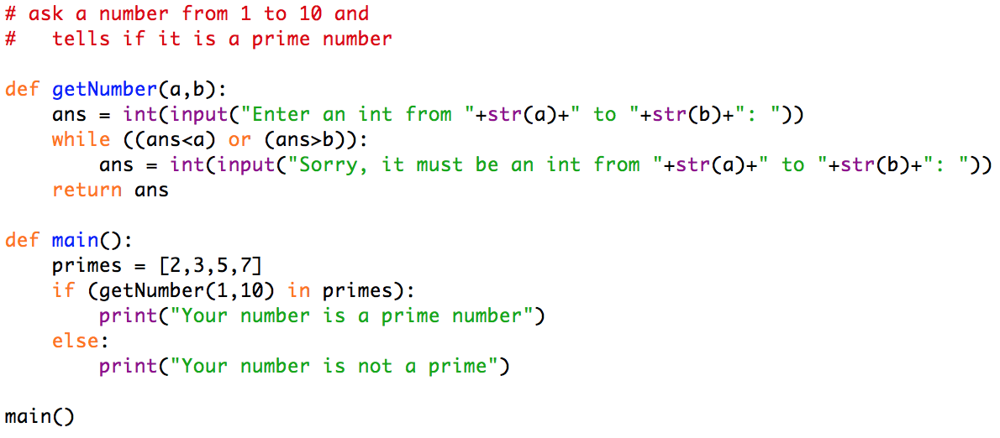 # ask a number from 1 to 10 and
#   tells if it is a prime number

def getNumber(a,b):
    ans = int(input("Enter an int from "+str(a)+" to "+str(b)+": "))
    while ((ans<a) or (ans>b)):
        ans = int(input("Sorry, it must be an int from "+str(a)+" to "+str(b)+": "))
    return ans

def main():
    primes = [2,3,5,7]
    if (getNumber(1,10) in primes):
        print("Your number is a prime number")
    else:
        print("Your number is not a prime")

main()